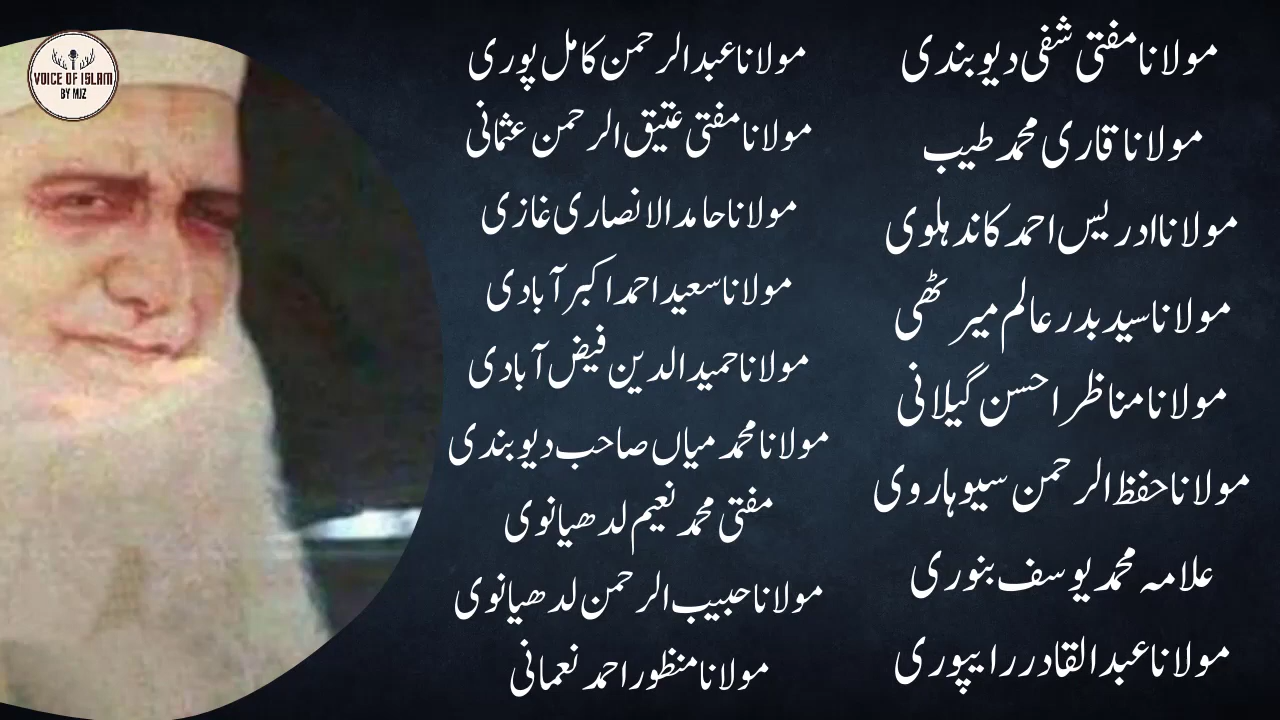 VOICE OF ISLAM
BY MJZ
مولانا مفتی شفی دیوبندی
مولانا قاری محمد طیب
مولانا ادریس احمد کاندہلوی
مولانا سید بدر عالم میرٹھی
مولانا مناظر احسن گیلانی
مولانا حفظ الرحمن سیوہاروی
علامہ محمد یوسف بنوری
مولانا عبدالقادر رایپوری
مولانا عبدالرحمن کامل پوری
مولانا مفتی عتیق الرحمن عثمانی
مولانا حامد الانصاری غازی
مولانا سعید احمد اکبر آبادی
مولانا حمید الدین فیض آبادی
مولانا محمد میاں صاحب دیوبندی
مفتی محمد نعیم لدھیانوی
مولانا حبیب الرحمن لدھیانوی
مولانا منظور احمد نعمانی